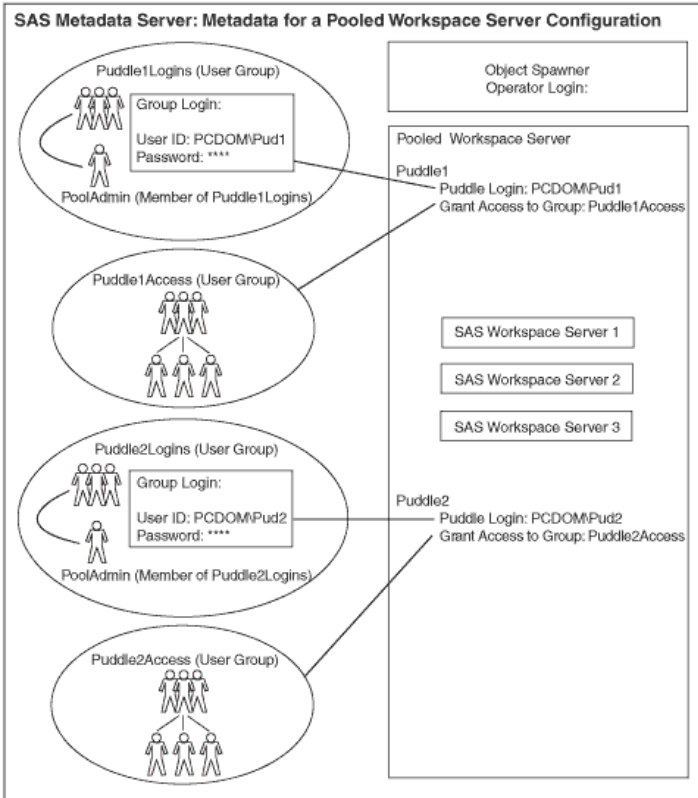 SAS Metadata Server: Metadata for a Pooled Workspace Server Configuration
Puddle1Logins (User Group)
Group Login:
User ID: PCDOM\Pud1
Password: ****
PoolAdmin (Member of Puddle1Logins)
Puddle1Access (User Group)
Puddle2Logins (User Group)
Group Login:
User ID: PCDOM\Pud2
Password: ****
PoolAdmin (Member of Puddle2Logins)
Puddle2Access (User Group)
Object Spawner
Operator Login:
Pooled Workspace Server
Puddle1
Puddle Login: PCDOM\Pud1
Grant Access to Group: Puddle1Access
SAS Workspace Server 1
SAS Workspace Server 2
SAS Workspace Server 3
Puddle2
Puddle Login: PCDOM\Pud2
Grant Access to Group: Puddle2Access